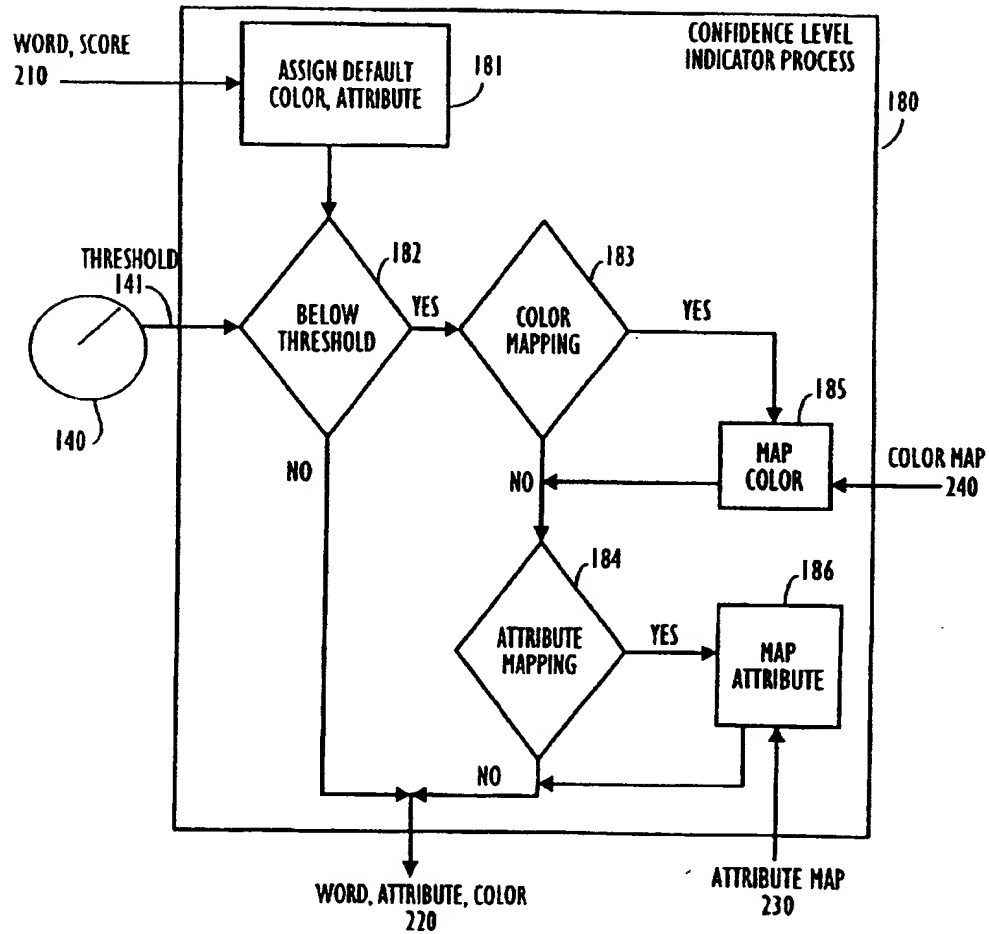 CONFIDENCE LEVEL
INDICATOR PROCESS
WORD, SCORE
210
ASSIGN DEFAULT
COLOR, ATTRIBUTE
181
180
THRESHOLD
141
182
BELOW
THRESHOLD
YES
183
COLOR
MAPPING
YES
140
185
MAP
COLOR
COLOR MAP
240
NO
NO
184
ATTRIBUTE
MAPPING
YES
186
MAP
ATTRIBUTE
NO
WORD, ATTRIBUTE, COLOR
220
ATTRIBUTE MAP
230